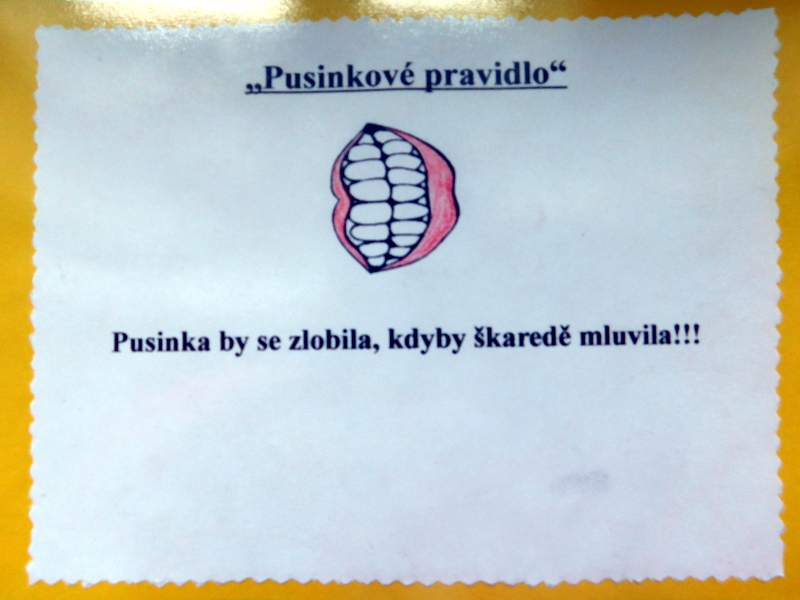 „Pusinkové pravidlo“
Pusinka by se zlobila, kdyby škaredě mluvila!!!